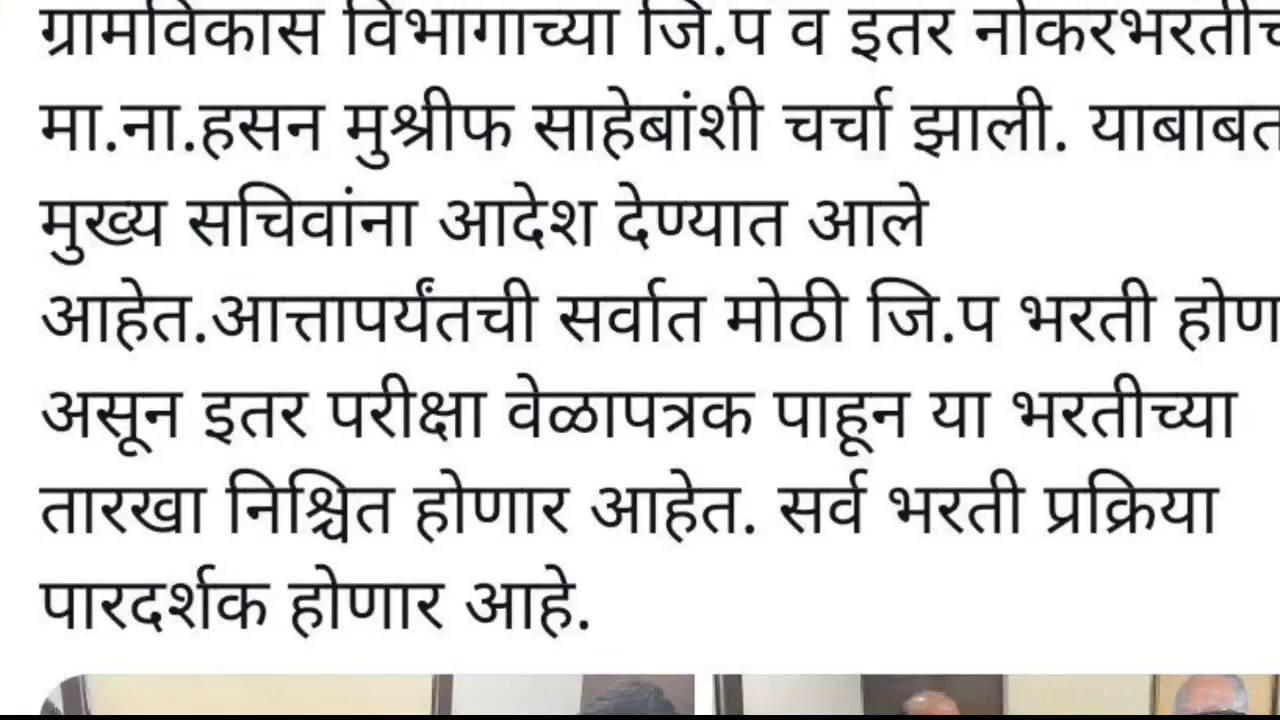 ग्रामविकास विभागाच्या जि.प व इतर
मा.ना.हसन मुश्रीफ साहेबांशी चर्चा झाली. याबाबत
मुख्य सचिवांना आदेश देण्यात आले
आहेत.आत्तापर्यंतची सर्वात मोठी जि.प भरती
असून इतर परीक्षा वेळापत्रक पाहून या भरतीच्या
तारखा निश्चित होणार आहेत. सर्व भरती प्रक्रिया
पारदर्शक होणार आहे.